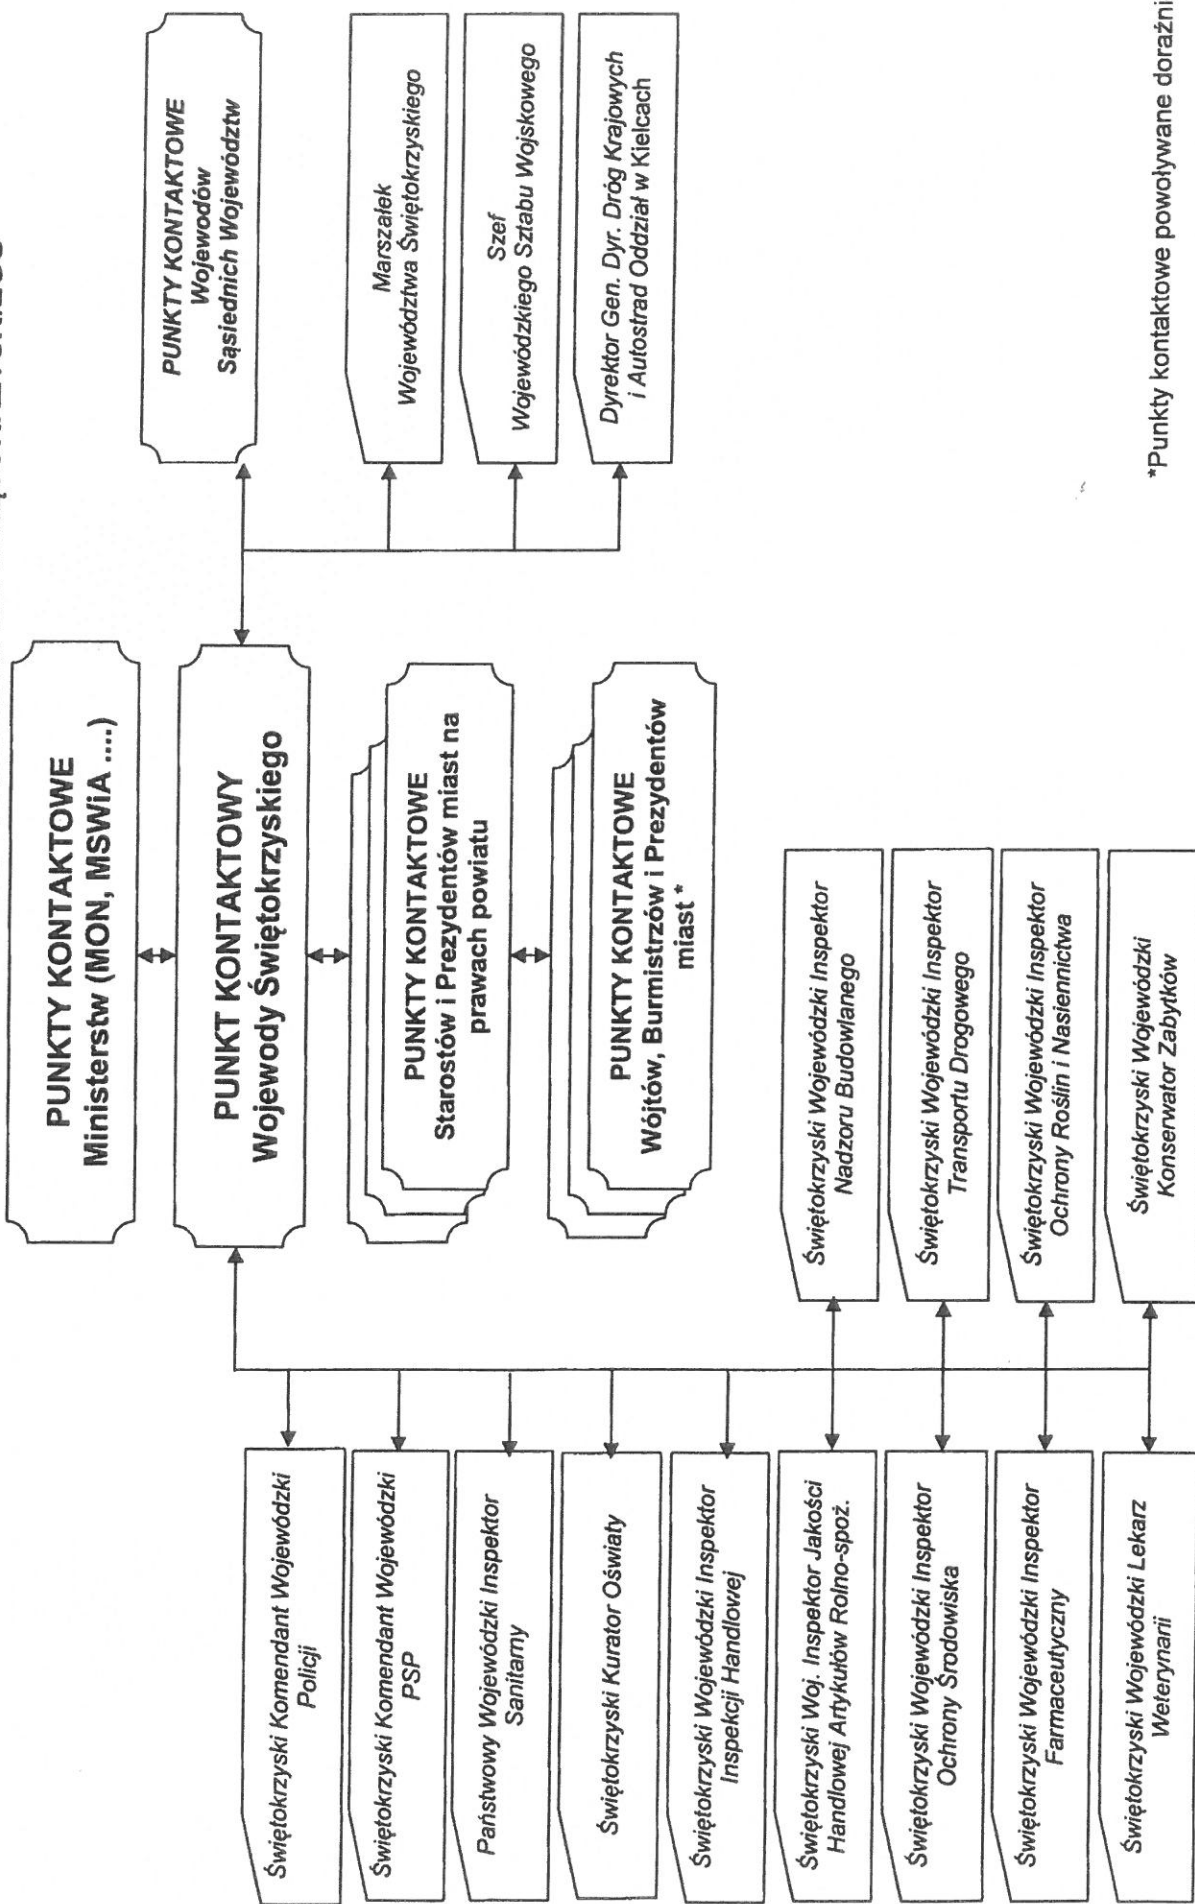 PUNKTY KONTAKTOWE
Ministerstw (MON, MSWiA ....)
PUNKT KONTAKTOWY
Wojewody Świętokrzyskiego
PUNKTY KONTAKTOWE
Wojewodów
Sąsiednich Województw
PUNKTY KONTAKTOWE
Starostów i Prezydentów miast na
prawach powiatu
PUNKTY KONTAKTOWE
Wójtów, Burmistrzów i Prezydentów
miast *
Marszałek
Województwa Świętokrzyskiego
Szef
Wojewódzkiego Sztabu Wojskowego
Dyrektor Gen. Dyr. Dróg Krajowych
i Autostrad Oddział w Kielcach
Świętokrzyski Komendant Wojewódzki
Policji
Świętokrzyski Komendant Wojewódzki
PSP
Państwowy Wojewódzki Inspektor
Sanitarny
Świętokrzyski Kurator Oświaty
Świętokrzyski Wojewódzki Inspektor
Inspekcji Handlowej
Świętokrzyski Woj. Inspektor Jakości
Handlowej Artykułów Rolno-spoż.
Świętokrzyski Wojewódzki Inspektor
Ochrony Środowiska
Świętokrzyski Wojewódzki Inspektor
Farmaceutyczny
Świętokrzyski Wojewódzki Lekarz
Weterynarii
Świętokrzyski Wojewódzki Inspektor
Nadzoru Budowlanego
Świętokrzyski Wojewódzki Inspektor
Transportu Drogowego
Świętokrzyski Wojewódzki Inspektor
Ochrony Roślin i Nasiennictwa
Świętokrzyski Wojewódzki
Konserwator Zabytków
*Punkty kontaktowe powoływane doraźni